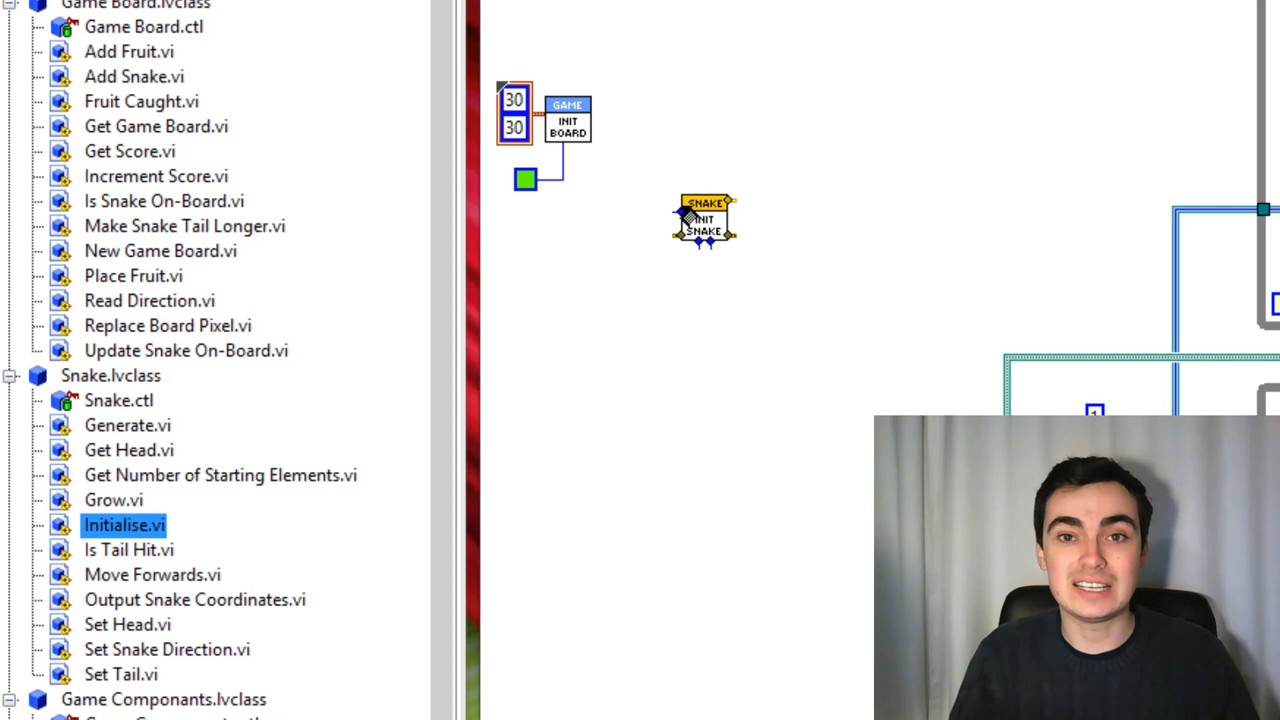 Game Board.lvclass
Game Board.ctl
Add Fruit.vi
Add Snake.vi
Fruit Caught.vi
Get Game Board.vi
Get Score.vi
Increment Score.vi
Is Snake On-Board.vi
Make Snake Tail Longer.vi
New Game Board.vi
Place Fruit.vi
Read Direction.vi
Replace Board Pixel.vi
Update Snake On-Board.vi
Snake.lvclass
Snake.ctl
Generate.vi
Get Head.vi
Get Number of Starting Elements.vi
Grow.vi
Initialise.vi
Is Tail Hit.vi
Move Forwards.vi
Output Snake Coordinates.vi
Set Head.vi
Set Snake Direction.vi
Set Tail.vi
Game Componants.lvclass
30
30
GAME
INIT
BOARD
SNAKE
INIT
SNAKE